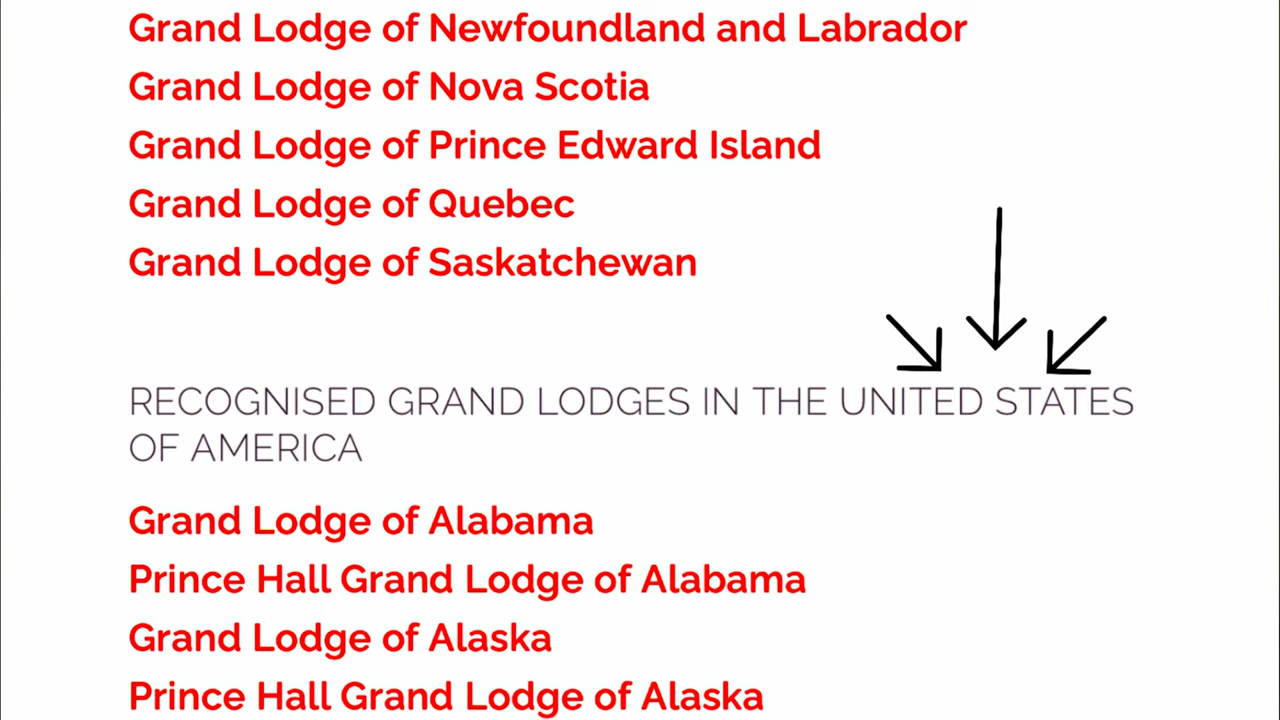 Grand Lodge of Newfoundland and Labrador
Grand Lodge of Nova Scotia
Grand Lodge of Prince Edward Island
Grand Lodge of Quebec
Grand Lodge of Saskatchewan
RECOGNISED GRAND LODGES IN THE UNITED STATES
OF AMERICA
Grand Lodge of Alabama
Prince Hall Grand Lodge of Alabama
Grand Lodge of Alaska
Prince Hall Grand Lodge of Alaska